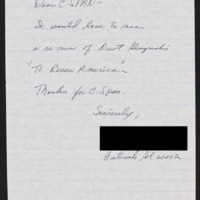 Dear C-SPAN—
I would love to see
a re-run of Newt Gingrich's
"To Renew America".
Thanks for C-Span.
Sincerely,